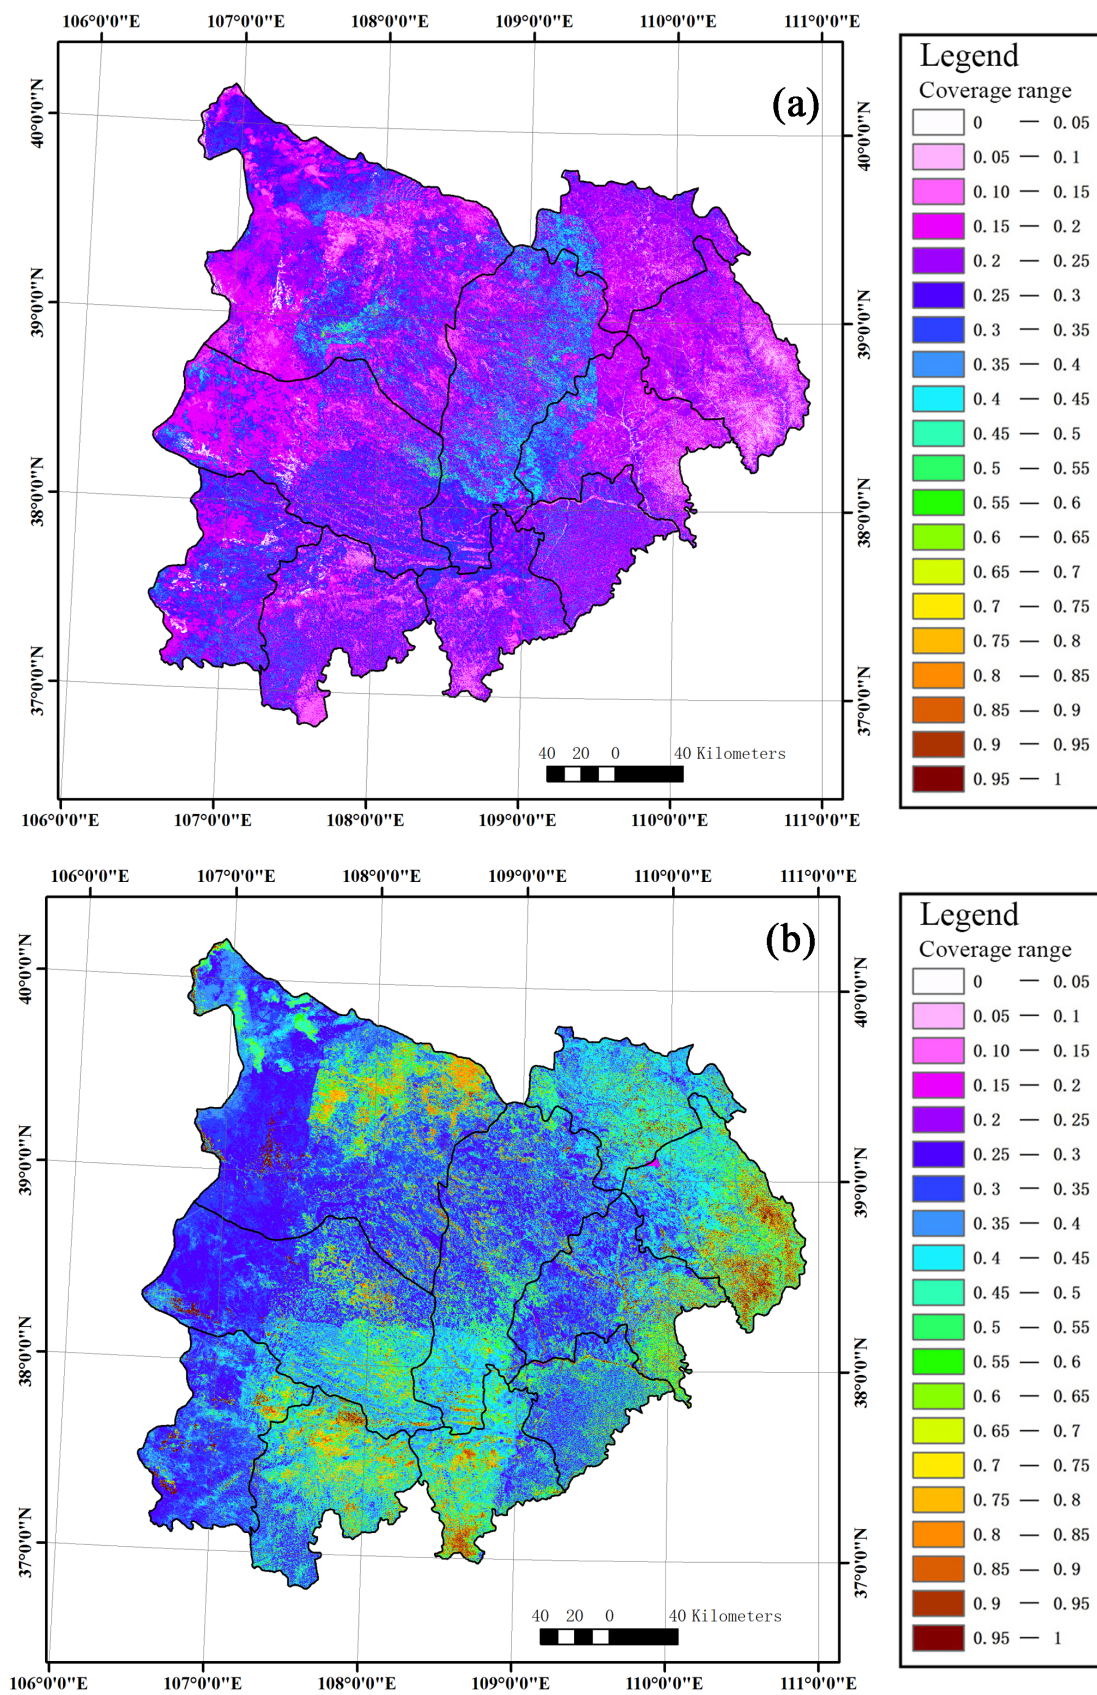 106°0'0"E 107°0'0"E 108°0'0"E 109°0'0"E 110°0'0"E 111°0'0"E
(a)
40°0'0"N 40°0'0"N
39°0'0"N 39°0'0"N
38°0'0"N 38°0'0"N
37°0'0"N 37°0'0"N
40 20 0 40 Kilometers
106°0'0"E 107°0'0"E 108°0'0"E 109°0'0"E 110°0'0"E 111°0'0"E
Legend
Coverage range
0 — 0.05
0.05 — 0.1
0.10 — 0.15
0.15 — 0.2
0.2 — 0.25
0.25 — 0.3
0.3 — 0.35
0.35 — 0.4
0.4 — 0.45
0.45 — 0.5
0.5 — 0.55
0.55 — 0.6
0.6 — 0.65
0.65 — 0.7
0.7 — 0.75
0.75 — 0.8
0.8 — 0.85
0.85 — 0.9
0.9 — 0.95
0.95 — 1
106°0'0"E 107°0'0"E 108°0'0"E 109°0'0"E 110°0'0"E 111°0'0"E
(b)
40°0'0"N 40°0'0"N
39°0'0"N 39°0'0"N
38°0'0"N 38°0'0"N
37°0'0"N 37°0'0"N
40 20 0 40 Kilometers
106°0'0"E 107°0'0"E 108°0'0"E 109°0'0"E 110°0'0"E 111°0'0"E
Legend
Coverage range
0 — 0.05
0.05 — 0.1
0.10 — 0.15
0.15 — 0.2
0.2 — 0.25
0.25 — 0.3
0.3 — 0.35
0.35 — 0.4
0.4 — 0.45
0.45 — 0.5
0.5 — 0.55
0.55 — 0.6
0.6 — 0.65
0.65 — 0.7
0.7 — 0.75
0.75 — 0.8
0.8 — 0.85
0.85 — 0.9
0.9 — 0.95
0.95 — 1